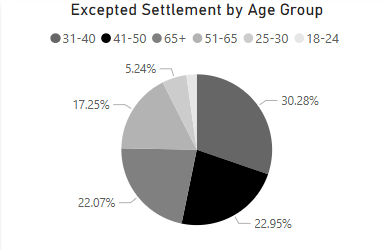 Excepted Settlement by Age Group
31-40 41-50 65+ 51-65 25-30 18-24
5.24%
30.28%
17.25%
22.07%
22.95%